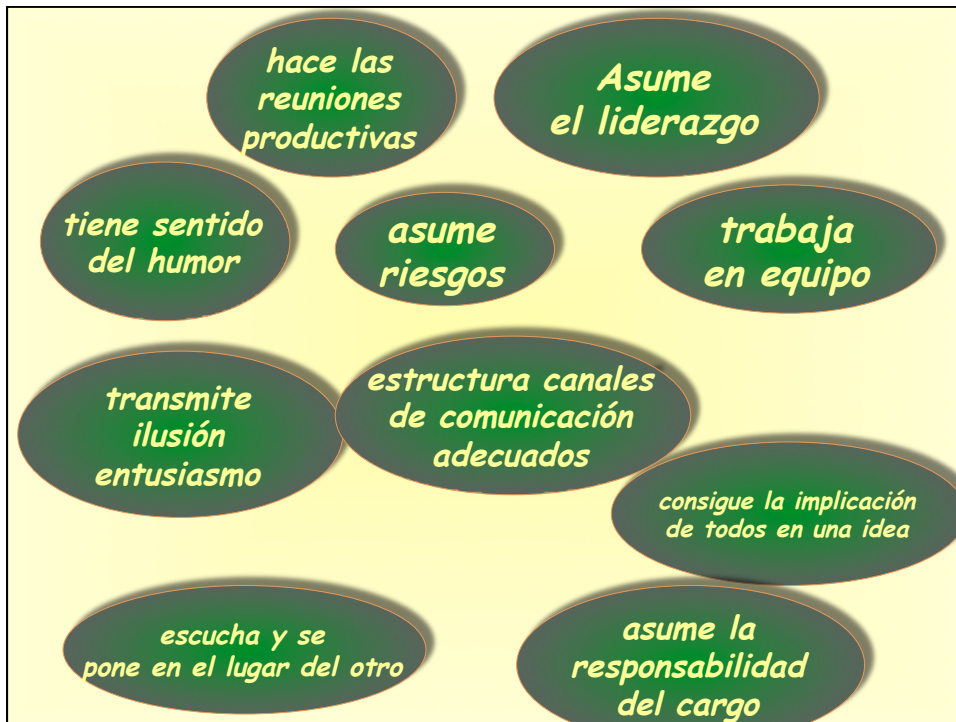 hace las
reuniones
productivas
Asume
el liderazgo
tiene sentido
del humor
asume
riesgos
trabaja
en equipo
transmite
ilusión
entusiasmo
estructura canales
de comunicación
adecuados
consigue la implicación
de todos en una idea
escucha y se
pone en el lugar del otro
asume la
responsabilidad
del cargo